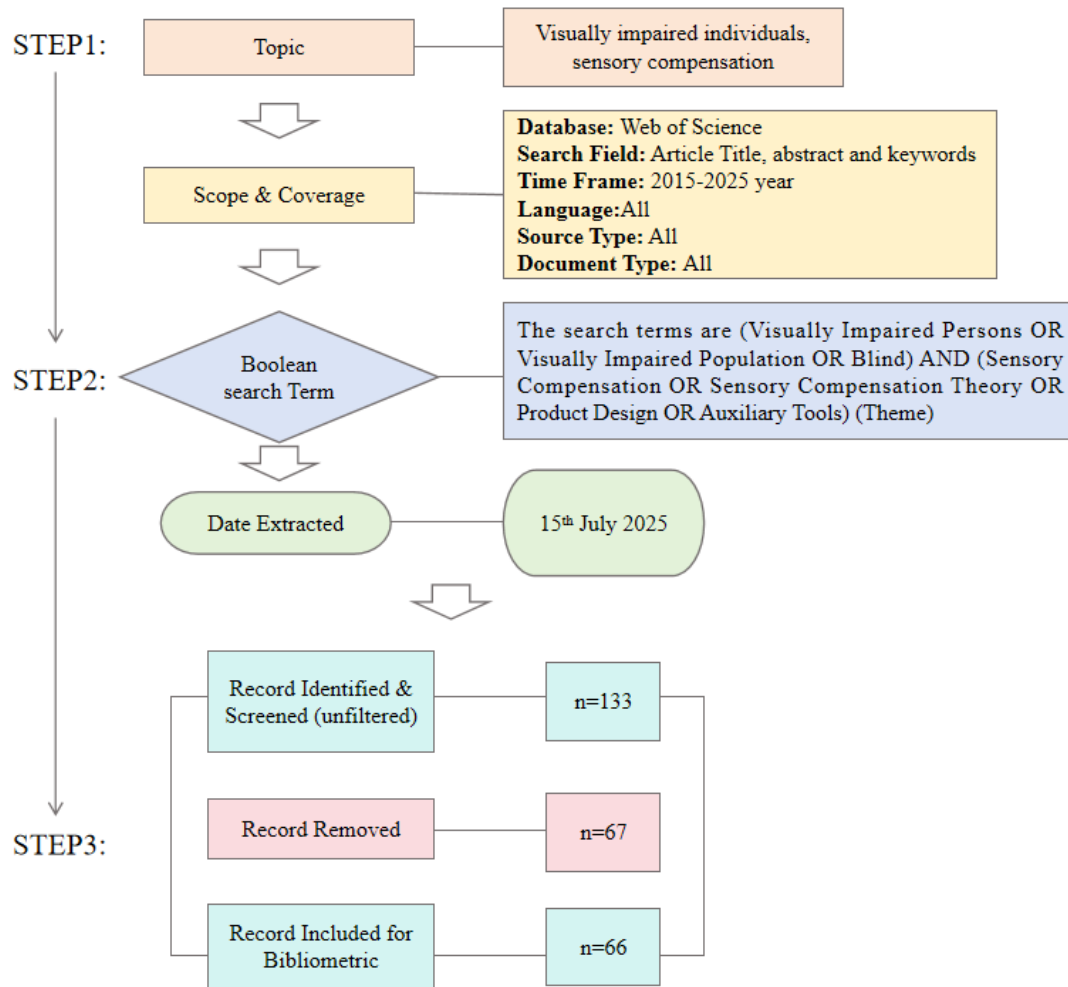 STEP1:
Topic
Visually impaired individuals,
sensory compensation
Scope & Coverage
Database: Web of Science
Search Field: Article Title, abstract and keywords
Time Frame: 2015-2025 year
Language:All
Source Type: All
Document Type: All
STEP2:
Boolean
search Term
The search terms are (Visually Impaired Persons OR
Visually Impaired Population OR Blind) AND (Sensory
Compensation OR Sensory Compensation Theory OR
Product Design OR Auxiliary Tools) (Theme)
Date Extracted
15th July 2025
Record Identified &
Screened (unfiltered)
n=133
STEP3:
Record Removed
n=67
Record Included for
Bibliometric
n=66